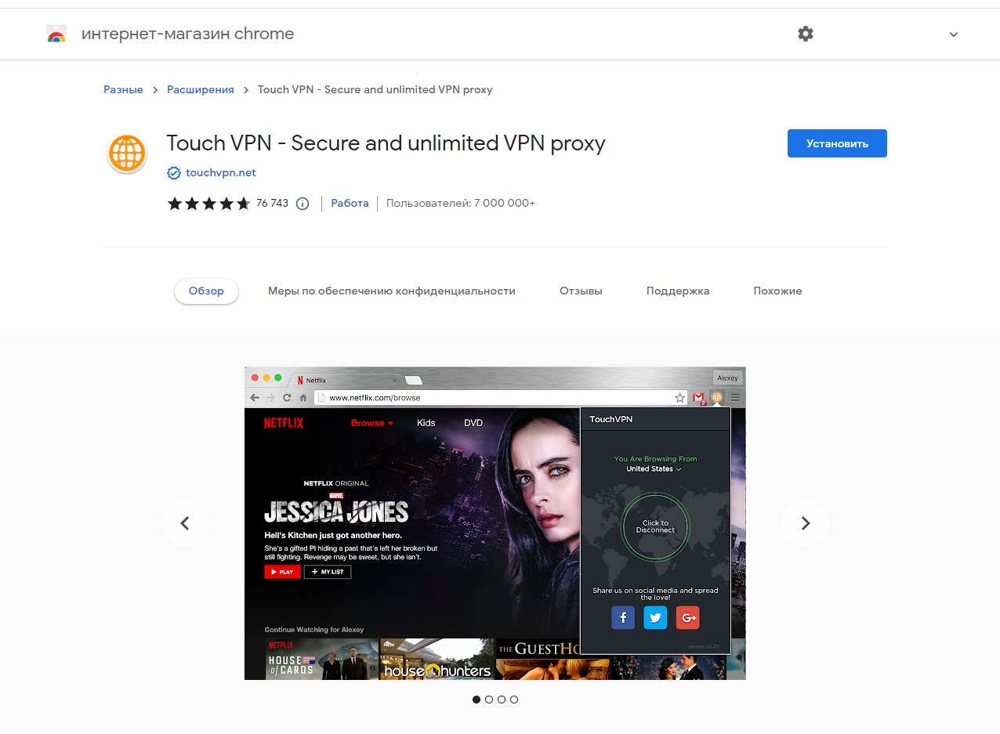 интернет-магазин chrome
Разные > Расширения > Touch VPN - Secure and unlimited VPN proxy
Touch VPN - Secure and unlimited VPN proxy
Установить
touchvpn.net
76 743
Работа
Пользователей: 7 000 000+
Обзор
Меры по обеспечению конфиденциальности
Отзывы
Поддержка
Похожие
Netflix
Alexey
www.netflix.com/browse
2
NETFLIX
Browse
Kids
DVD
TouchVPN
You Are Browsing From
United States
Click to
Disconnect
Share us on social media and spread
the love!
f
G+
version 1.0.20
NETFLIX ORIGINAL
MARVEL
JESSICA JONES
Hell's Kitchen just got another hero.
She's a gifted PI hiding a past that's left her broken but
still fighting. Revenge may be sweet, but she isn't.
PLAY
+ MY LIST
Continue Watching for Alexey
NETFLIX
HOUSE
of CARDS
HGTV
house hunters
THE GUESTHO